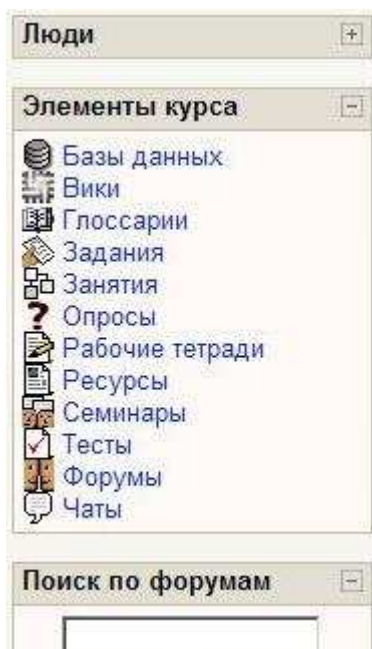 Люди
Элементы курса
Базы данных
Вики
Глоссарии
Задания
Занятия
Опросы
Рабочие тетради
Ресурсы
Семинары
Тесты
Форумы
Чаты
Поиск по форумам